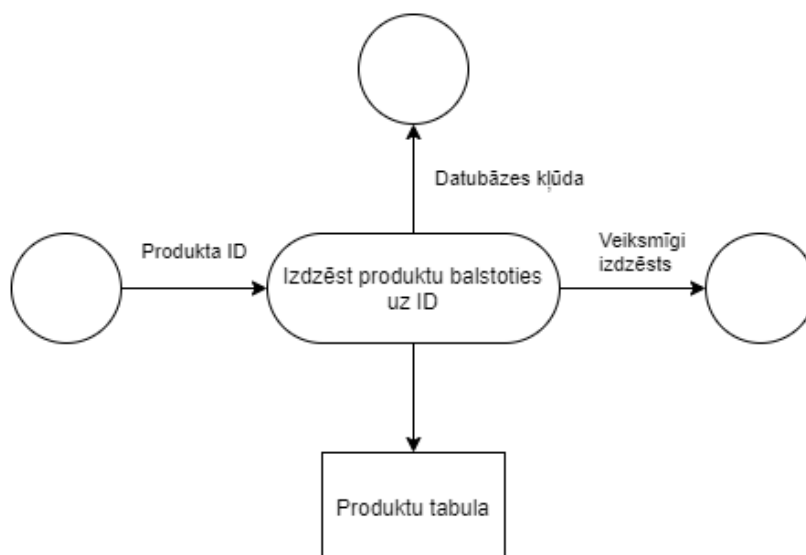 Datubāzes kļūda
Produkta ID
Izdzēst produktu balstoties
uz ID
Veiksmīgi
izdzēsts
Produktu tabula